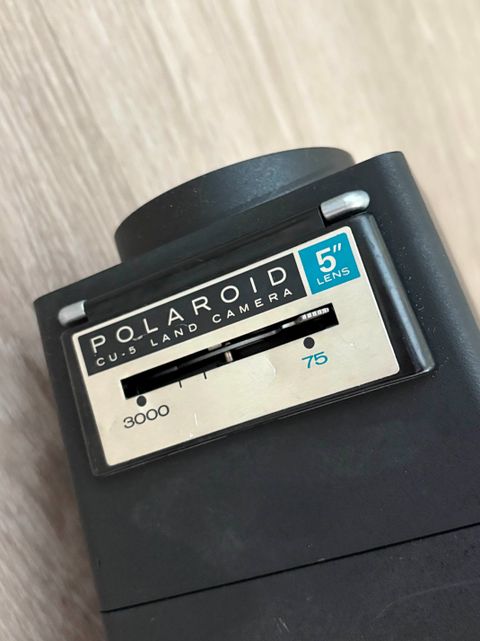 POLAROID
CU-5 LAND CAMERA
5"
LENS
3000
75